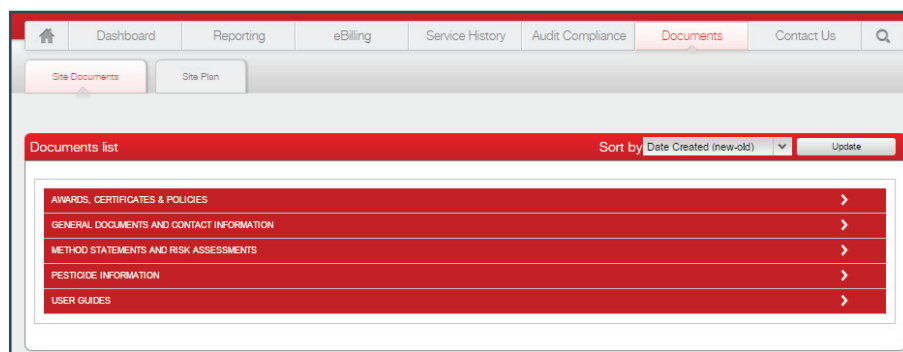 Dashboard Reporting eBilling Service History Audit Compliance Documents Contact Us
Site Documents Site Plan
Documents list Sort by Date Created (new-old) Update
AWARDS, CERTIFICATES & POLICIES
GENERAL DOCUMENTS AND CONTACT INFORMATION
METHOD STATEMENTS AND RISK ASSESSMENTS
PESTICIDE INFORMATION
USER GUIDES